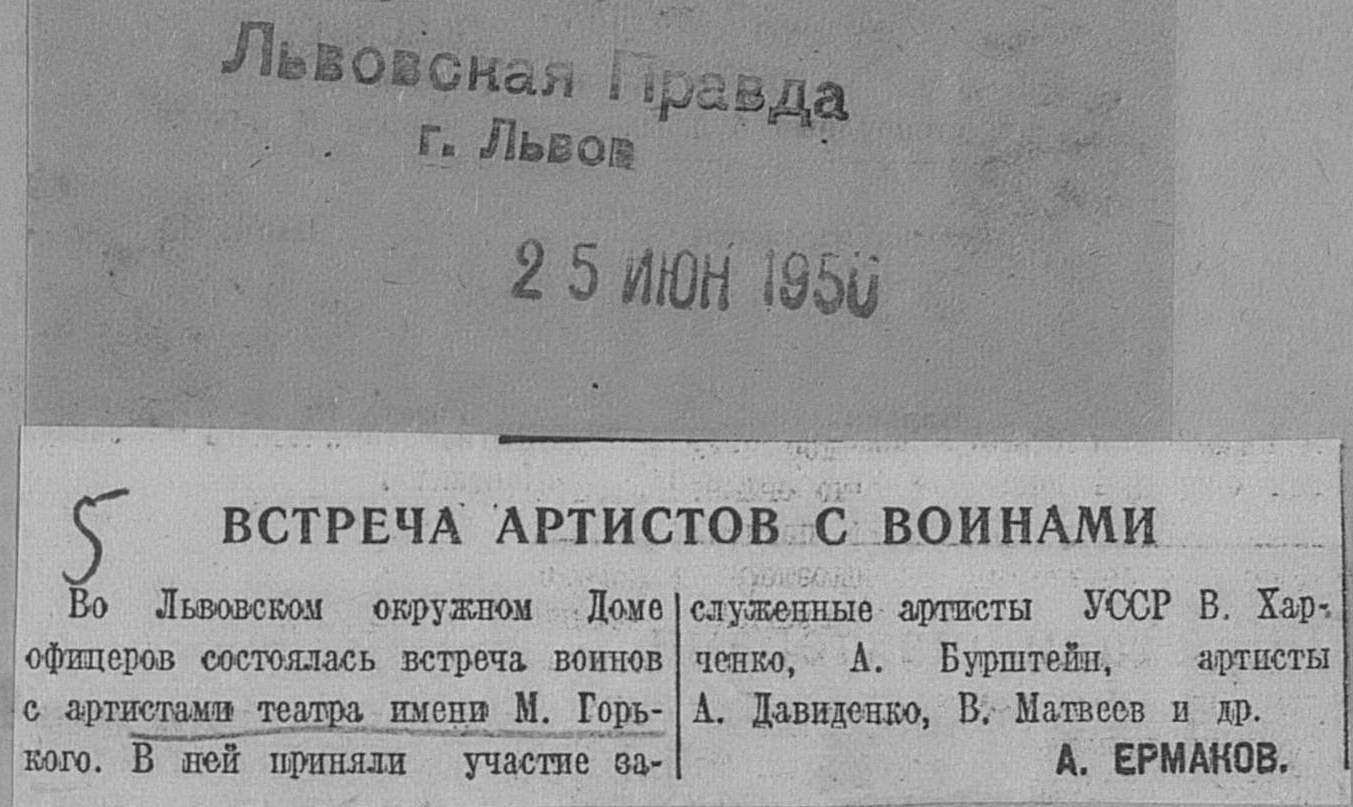 Львовская Правда
г. Львов
25 ИЮН 1950
5
ВСТРЕЧА АРТИСТОВ С ВОИНАМИ
Во Львовском окружном Доме
офицеров состоялась встреча воинов
с артистами театра имени М. Горь-
кого. В ней приняли участие за-
служенные артисты УССР В. Хар-
ченко, А. Бурштейн, артисты
А. Давиденко, В. Матвеев и др.
А. ЕРМАКОВ.